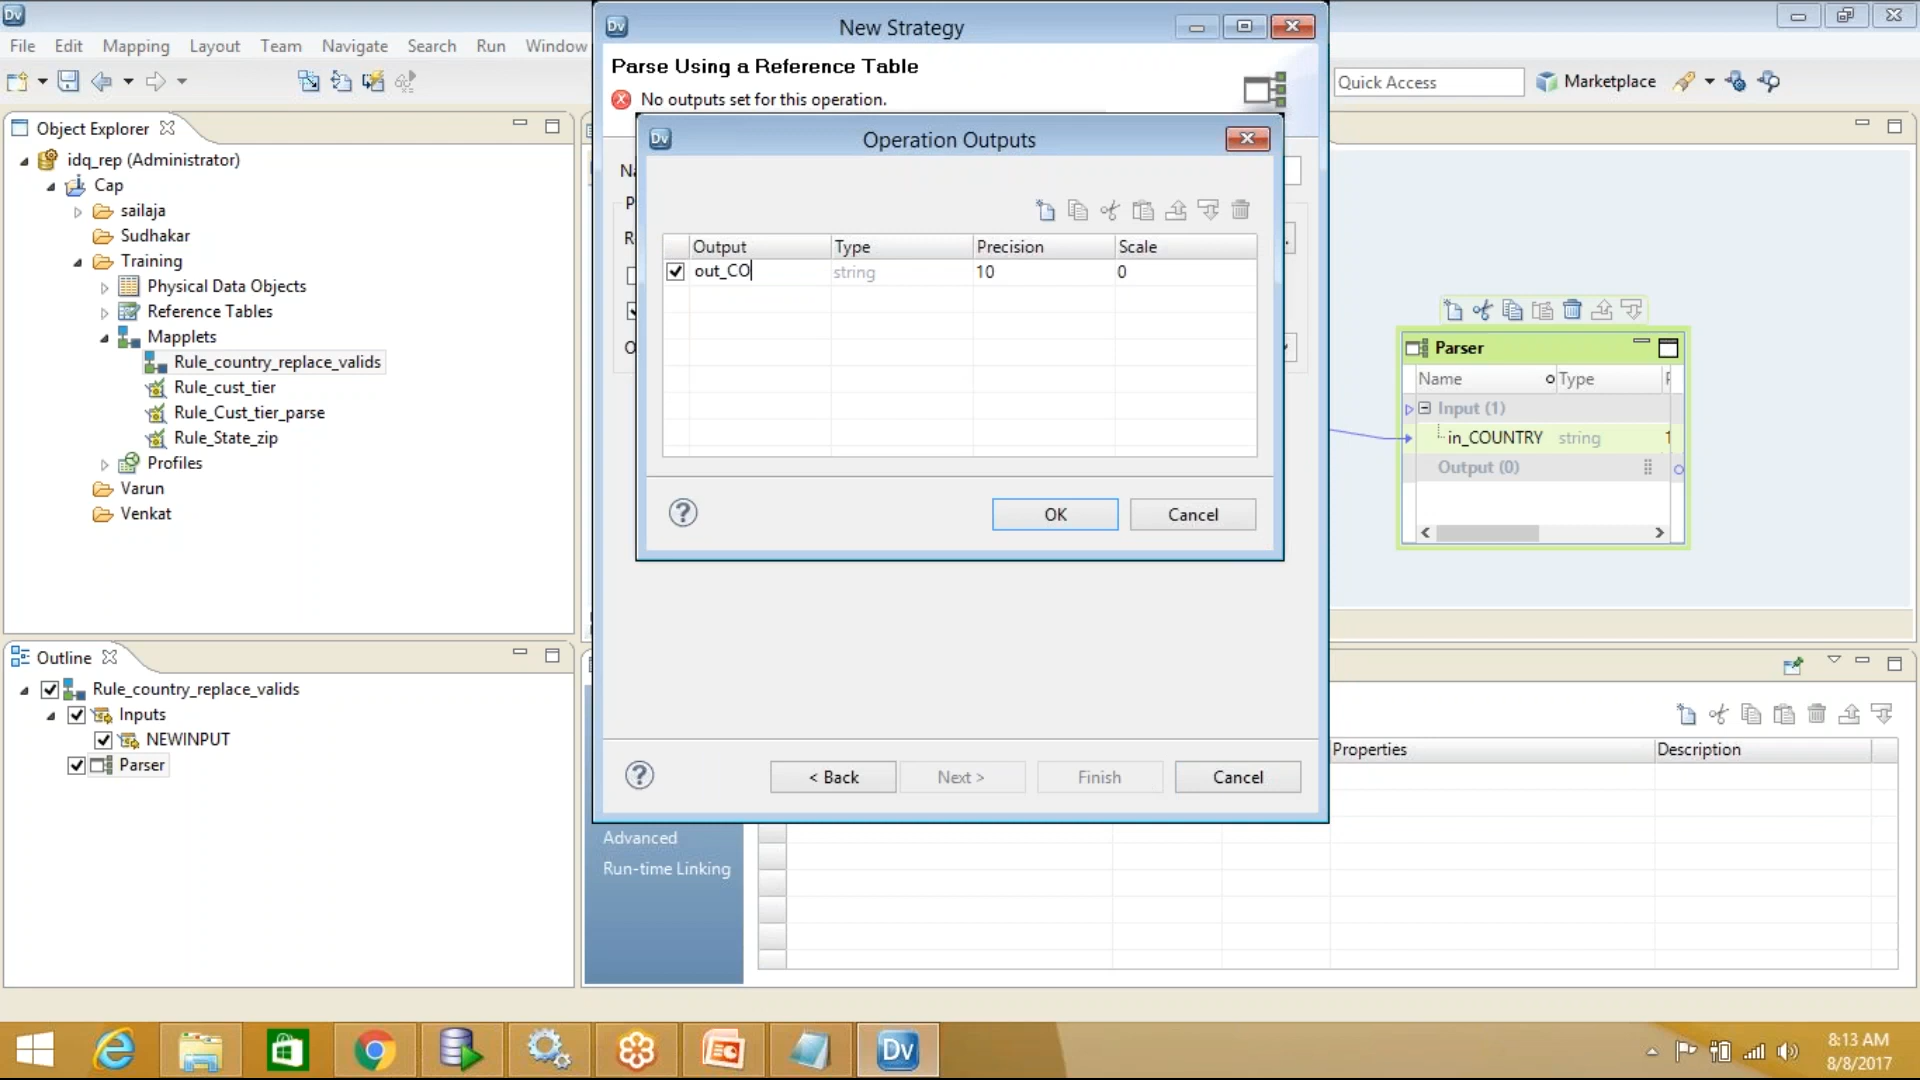 Dv
New Strategy
File Edit Mapping Layout Team Navigate Search Run Window
Parse Using a Reference Table
No outputs set for this operation.
Quick Access
Marketplace
Object Explorer
Operation Outputs
idq_rep (Administrator)
Cap
sailaja
Sudhakar
Training
Physical Data Objects
Reference Tables
Mapplets
Rule_country_replace_valids
Rule_cust_tier
Rule_Cust_tier_parse
Rule_State_zip
Profiles
Varun
Venkat
Output Type Precision Scale
out_CO string 10 0
OK Cancel
Parser
Name Type
Input (1)
in_COUNTRY string 1
Output (0)
Outline
Rule_country_replace_valids
Inputs
NEWINPUT
Parser
Properties Description
< Back Next > Finish Cancel
Advanced
Run-time Linking
Dv
8:13 AM
8/8/2017